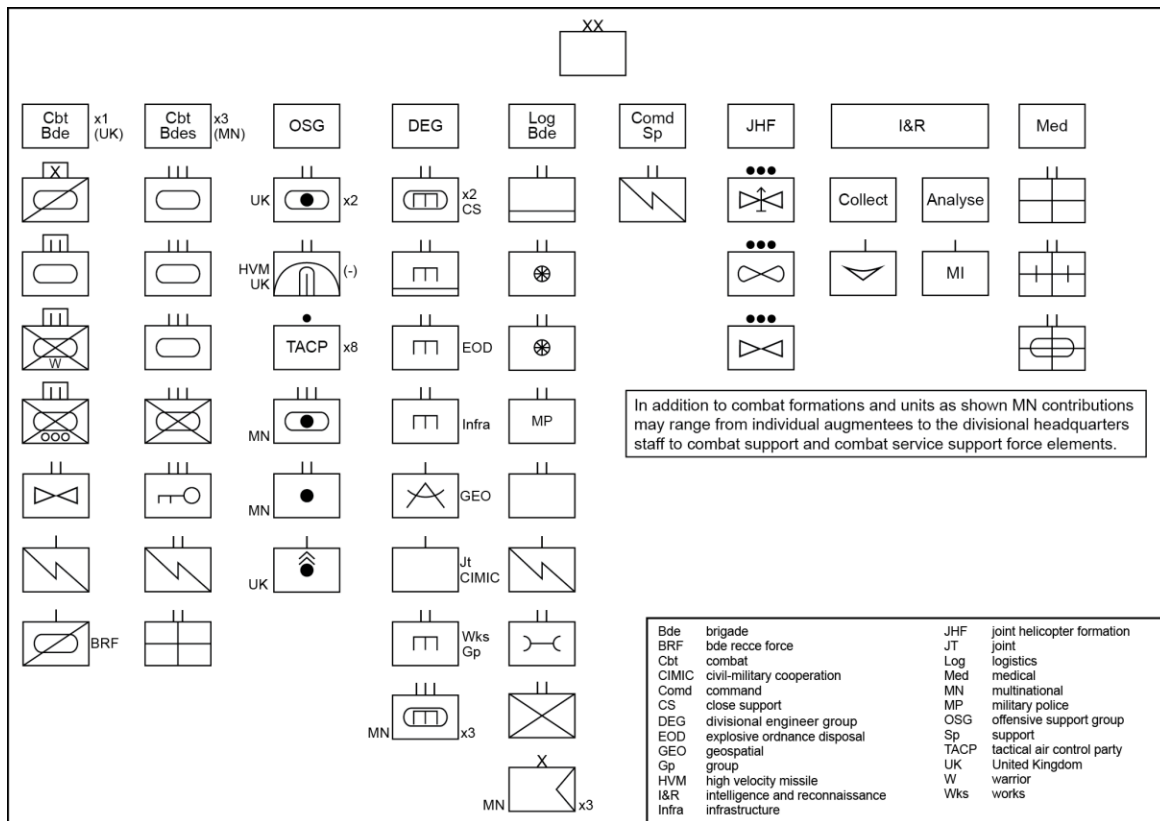 XX
Cbt
Bde
x1
(UK)
Cbt
Bdes
x3
(MN)
OSG
DEG
Log
Bde
Comd
Sp
JHF
I&R
Med
X
UK
x2
x2
CS
Collect
Analyse
HVM
UK
(-)
MI
W
TACP
x8
EOD
MN
Infra
MP
In addition to combat formations and units as shown MN contributions
may range from individual augmentees to the divisional headquarters
staff to combat support and combat service support force elements.
MN
GEO
UK
Jt
CIMIC
BRF
Wks
Gp
MN
x3
X
MN
x3
Bde brigade
BRF bde recce force
Cbt combat
CIMIC civil-military cooperation
Comd command
CS close support
DEG divisional engineer group
EOD explosive ordnance disposal
GEO geospatial
Gp group
HVM high velocity missile
I&R intelligence and reconnaissance
Infra infrastructure
JHF joint helicopter formation
JT joint
Log logistics
Med medical
MN multinational
MP military police
OSG offensive support group
Sp support
TACP tactical air control party
UK United Kingdom
W warrior
Wks works